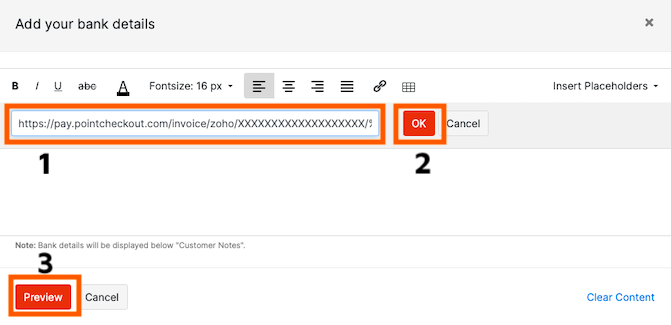 Add your bank details ×
B I U abc A Fontsize: 16 px Insert Placeholders
https://pay.pointcheckout.com/invoice/zoho/XXXXXXXXXXXXXXXXXXX/% OK Cancel
1 2
Note: Bank details will be displayed below "Customer Notes".
3
Preview Cancel Clear Content